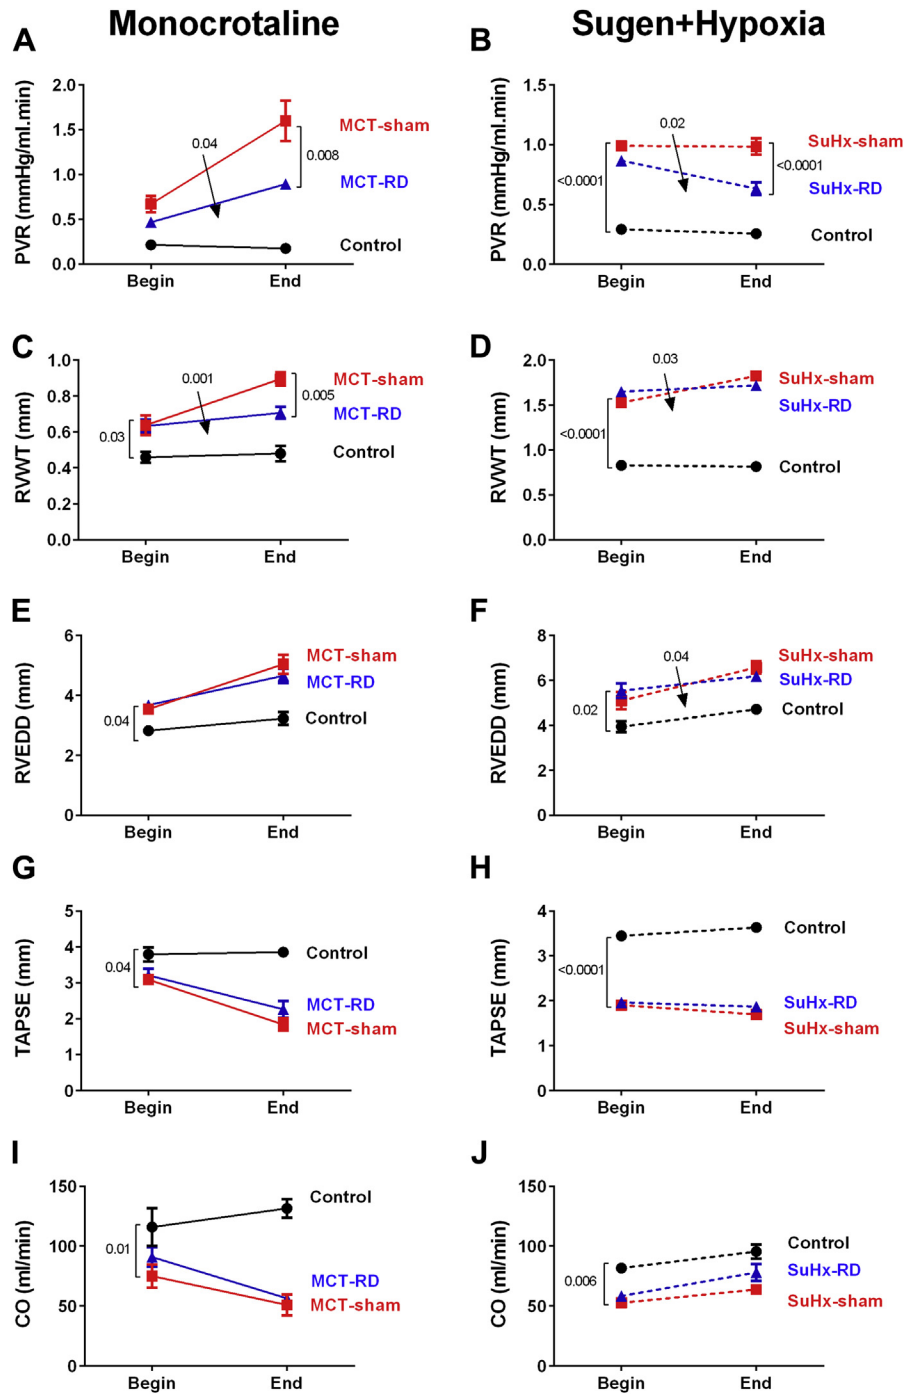 Monocrotaline
Sugen+Hypoxia
A
PVR (mmHg/ml.min)
2.0
1.5
1.0
0.5
0.0
0.04
0.008
MCT-sham
MCT-RD
Control
Begin
End
B
PVR (mmHg/ml.min)
1.5
1.0
0.5
0.0
0.02
<0.0001
<0.0001
SuHx-sham
SuHx-RD
Control
Begin
End
C
RVWT (mm)
1.0
0.8
0.6
0.4
0.2
0.0
0.001
0.03
0.005
MCT-sham
MCT-RD
Control
Begin
End
D
RVWT (mm)
2.0
1.5
1.0
0.5
0.0
0.03
<0.0001
SuHx-sham
SuHx-RD
Control
Begin
End
E
RVEDD (mm)
6
4
2
0
0.04
MCT-sham
MCT-RD
Control
Begin
End
F
RVEDD (mm)
8
6
4
2
0
0.04
0.02
SuHx-sham
SuHx-RD
Control
Begin
End
G
TAPSE (mm)
5
4
3
2
1
0
0.04
Control
MCT-RD
MCT-sham
Begin
End
H
TAPSE (mm)
4
3
2
1
0
<0.0001
Control
SuHx-RD
SuHx-sham
Begin
End
I
CO (ml/min)
150
100
50
0
0.01
Control
MCT-RD
MCT-sham
Begin
End
J
CO (ml/min)
150
100
50
0
0.006
Control
SuHx-RD
SuHx-sham
Begin
End